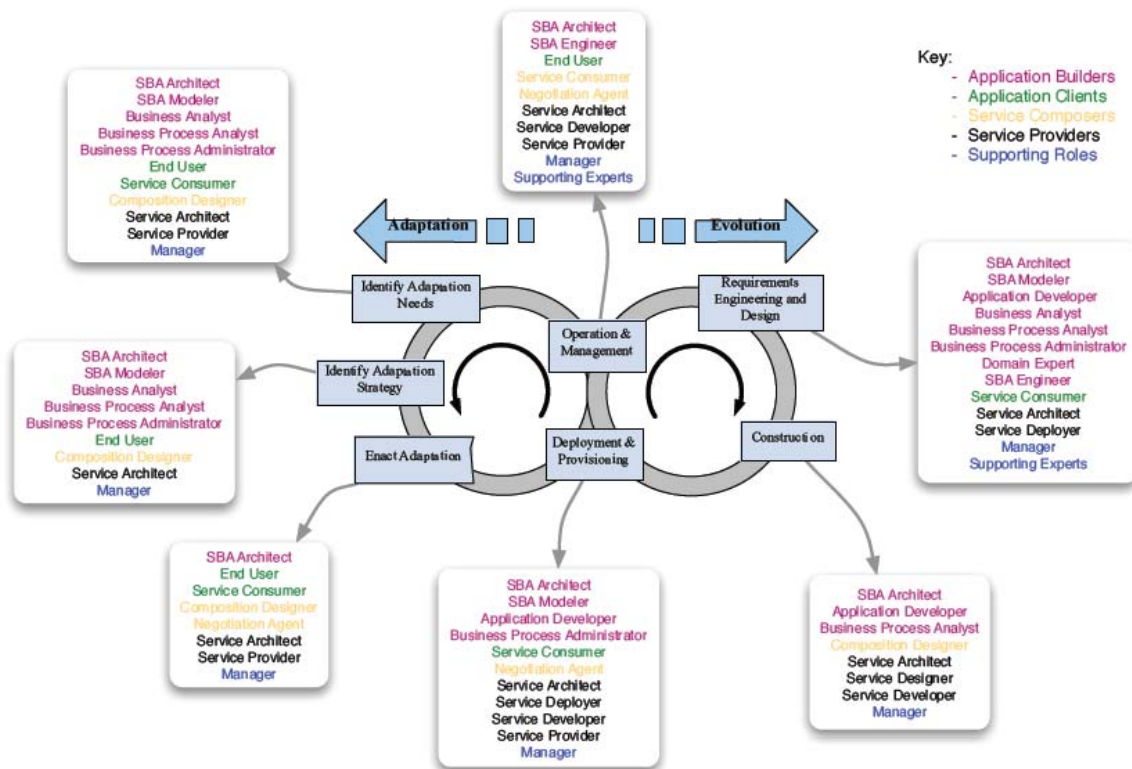 SBA Architect
SBA Engineer
End User
Service Consumer
Negotiation Agent
Service Architect
Service Developer
Service Provider
Manager
Supporting Experts
Key:
- Application Builders
- Application Clients
- Service Composers
- Service Providers
- Supporting Roles
SBA Architect
SBA Modeler
Business Analyst
Business Process Analyst
Business Process Administrator
End User
Service Consumer
Composition Designer
Service Architect
Service Provider
Manager
Adaptation
Evolution
Identify Adaptation
Needs
Operation &
Management
Requirements
Engineering and
Design
SBA Architect
SBA Modeler
Application Developer
Business Analyst
Business Process Analyst
Business Process Administrator
Domain Expert
SBA Engineer
Service Consumer
Service Architect
Service Deployer
Manager
Supporting Experts
SBA Architect
SBA Modeler
Business Analyst
Business Process Analyst
Business Process Administrator
End User
Composition Designer
Service Architect
Manager
Identify Adaptation
Strategy
Enact Adaptation
Deployment &
Provisioning
Construction
SBA Architect
End User
Service Consumer
Composition Designer
Negotiation Agent
Service Architect
Service Provider
Manager
SBA Architect
SBA Modeler
Application Developer
Business Process Administrator
Service Consumer
Negotiation Agent
Service Architect
Service Deployer
Service Developer
Service Provider
Manager
SBA Architect
Application Developer
Business Process Analyst
Composition Designer
Service Architect
Service Designer
Service Developer
Manager